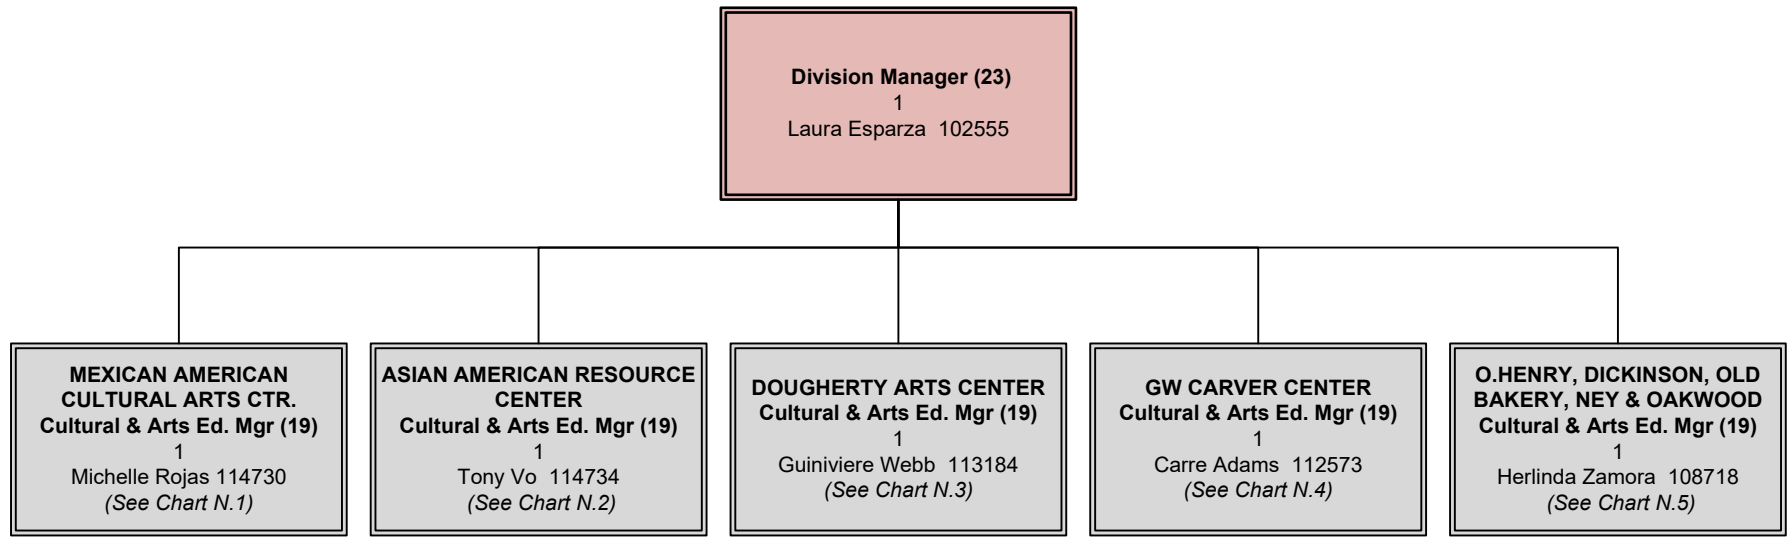 Division Manager (23)
1
Laura Esparza 102555
MEXICAN AMERICAN
CULTURAL ARTS CTR.
Cultural & Arts Ed. Mgr (19)
1
Michelle Rojas 114730
(See Chart N.1)
ASIAN AMERICAN RESOURCE
CENTER
Cultural & Arts Ed. Mgr (19)
1
Tony Vo 114734
(See Chart N.2)
DOUGHERTY ARTS CENTER
Cultural & Arts Ed. Mgr (19)
1
Guiniviere Webb 113184
(See Chart N.3)
GW CARVER CENTER
Cultural & Arts Ed. Mgr (19)
1
Carre Adams 112573
(See Chart N.4)
O.HENRY, DICKINSON, OLD
BAKERY, NEY & OAKWOOD
Cultural & Arts Ed. Mgr (19)
1
Herlinda Zamora 108718
(See Chart N.5)